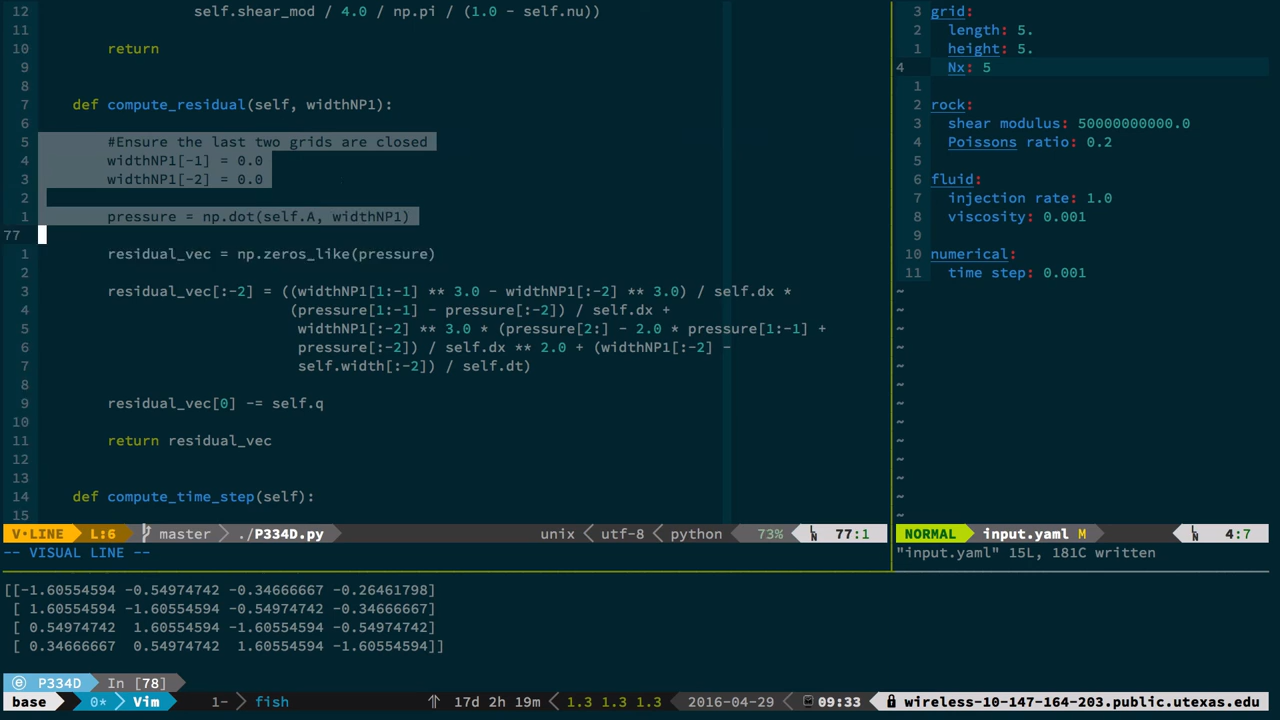 12                      self.shear_mod / 4.0 / np.pi / (1.0 - self.nu))
11
10          return
9
8
7      def compute_residual(self, widthNP1):
6
5          #Ensure the last two grids are closed
4          widthNP1[-1] = 0.0
3          widthNP1[-2] = 0.0
2
1          pressure = np.dot(self.A, widthNP1)
77
1          residual_vec = np.zeros_like(pressure)
2
3          residual_vec[:-2] = ((widthNP1[1:-1] ** 3.0 - widthNP1[:-2] ** 3.0) / self.dx *
4                               (pressure[1:-1] - pressure[:-2]) / self.dx +
5                                widthNP1[:-2] ** 3.0 * (pressure[2:] - 2.0 * pressure[1:-1] +
6                                pressure[:-2]) / self.dx ** 2.0 + (widthNP1[:-2] -
7                                self.width[:-2]) / self.dt)
8
9          residual_vec[0] -= self.q
10
11         return residual_vec
12
13
14     def compute_time_step(self):
15
V·LINE L:6 master ./P334D.py unix utf-8 python 73% 77:1
-- VISUAL LINE --
3 grid:
2   length: 5.
1   height: 5.
4   Nx: 5
1
2 rock:
3   shear modulus: 50000000000.0
4   Poissons ratio: 0.2
5
6 fluid:
7   injection rate: 1.0
8   viscosity: 0.001
9
10 numerical:
11   time step: 0.001
~
~
~
~
~
~
~
~
~
~
~
~
~
NORMAL input.yaml M 4:7
"input.yaml" 15L, 181C written
[[-1.60554594 -0.54974742 -0.34666667 -0.26461798]
 [ 1.60554594 -1.60554594 -0.54974742 -0.34666667]
 [ 0.54974742  1.60554594 -1.60554594 -0.54974742]
 [ 0.34666667  0.54974742  1.60554594 -1.60554594]]
ⓔ P334D In [78]
base 0* Vim 1- fish 17d 2h 19m 1.3 1.3 1.3 2016-04-29 09:33 wireless-10-147-164-203.public.utexas.edu